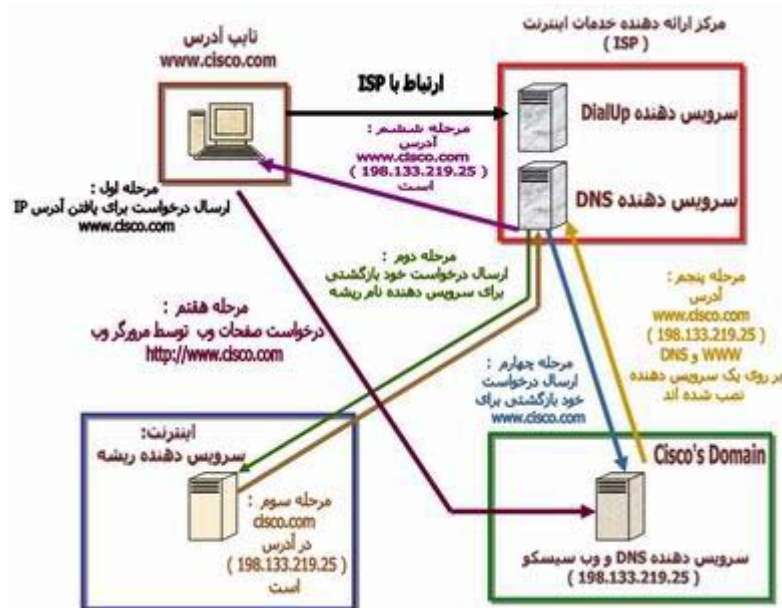 تایپ آدرس
www.cisco.com
مرکز ارائه دهنده خدمات اینترنت
( ISP )
ارتباط با ISP
سرویس دهنده DialUp
سرویس دهنده DNS
مرحله ششم :
آدرس
www.cisco.com
( 198.133.219.25 )
است
مرحله اول :
ارسال درخواست برای یافتن آدرس IP
www.cisco.com
مرحله دوم :
ارسال درخواست خود بازگشتی
برای سرویس دهنده نام ریشه
مرحله پنجم :
آدرس
www.cisco.com
( 198.133.219.25 )
WWW و DNS
بر روی یک سرویس دهنده
نصب شده اند
مرحله هفتم :
درخواست صفحات وب توسط مرورگر وب
http://www.cisco.com
مرحله چهارم :
ارسال درخواست
خود بازگشتی برای
www.cisco.com
اینترنت:
سرویس دهنده ریشه
مرحله سوم :
cisco.com
در آدرس
( 198.133.219.25 )
است
Cisco's Domain
سرویس دهنده DNS و وب سیسکو
( 198.133.219.25 )